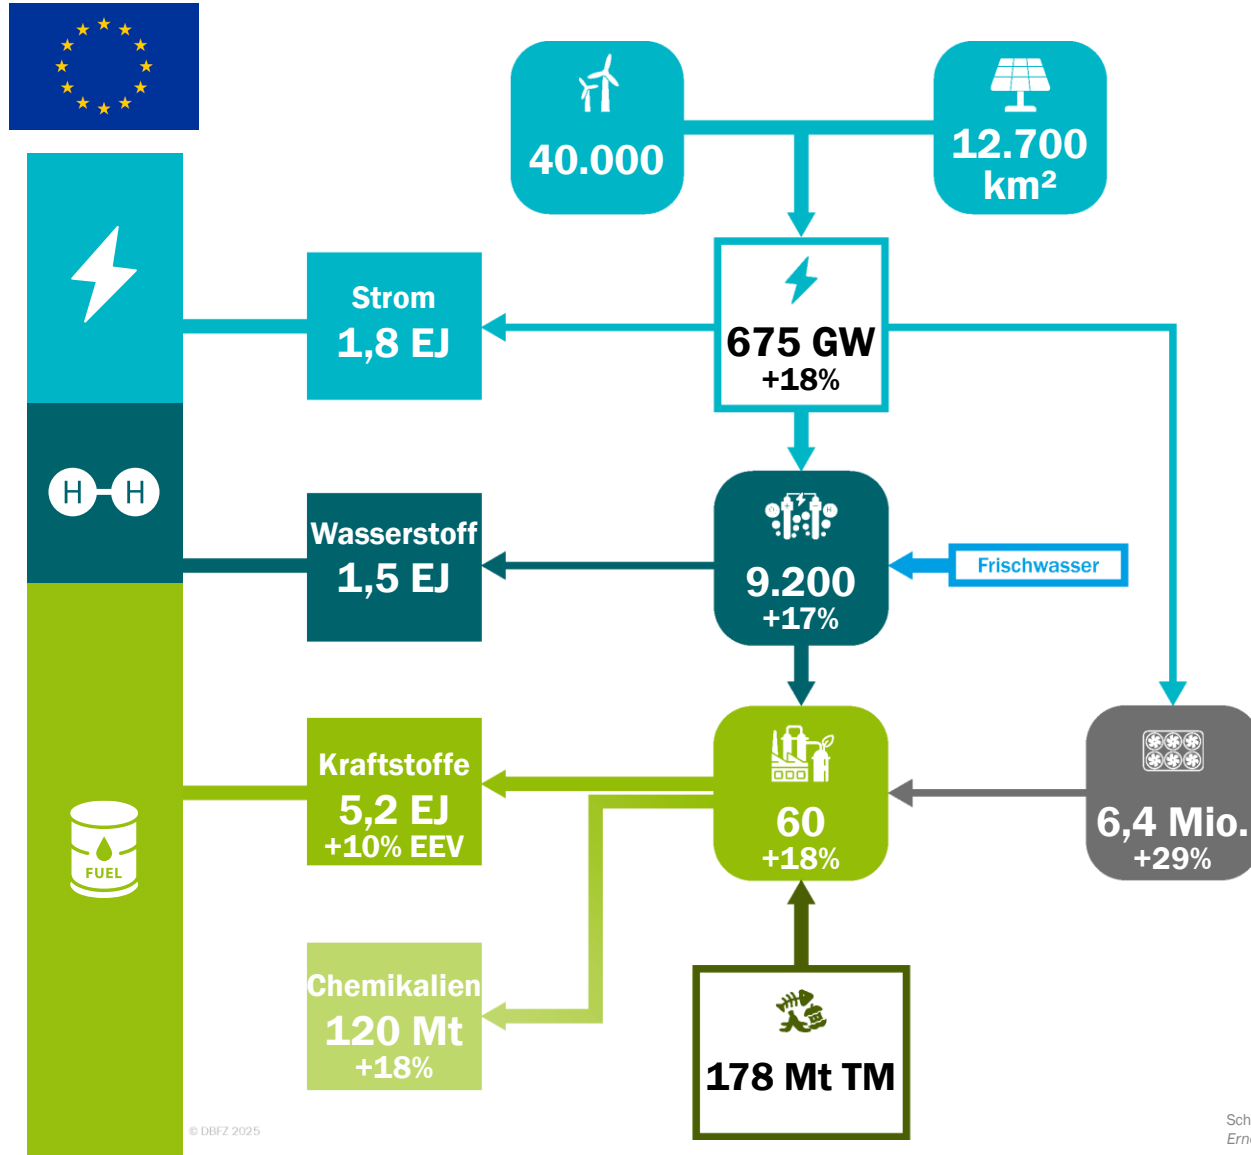 40.000
12.700
km²
Strom
1,8 EJ
675 GW
+18%
H H
Wasserstoff
1,5 EJ
9.200
+17%
Frischwasser
Kraftstoffe
5,2 EJ
+10% EEV
60
+18%
6,4 Mio.
+29%
FUEL
Chemikalien
120 Mt
+18%
178 Mt TM
© DBFZ 2025
Sch
Erne